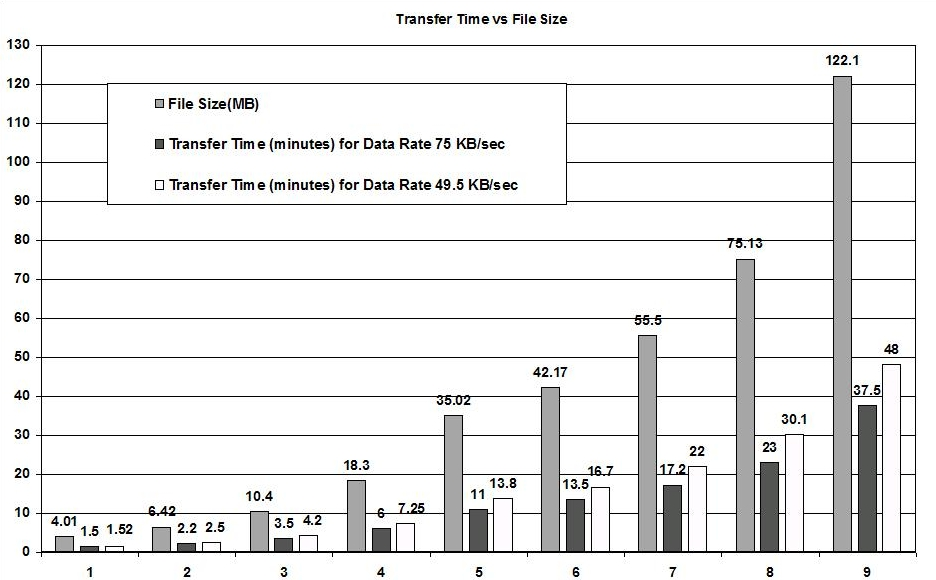 Transfer Time vs File Size
130
120
110
100
90
80
70
60
50
40
30
20
10
0
File Size(MB)
Transfer Time (minutes) for Data Rate 75 KB/sec
Transfer Time (minutes) for Data Rate 49.5 KB/sec
4.01 1.5 1.52
6.42 2.2 2.5
10.4 3.5 4.2
18.3 6 7.25
35.02 11 13.8
42.17 13.5 16.7
55.5 17.2 22
75.13 23 30.1
122.1 37.5 48
1 2 3 4 5 6 7 8 9